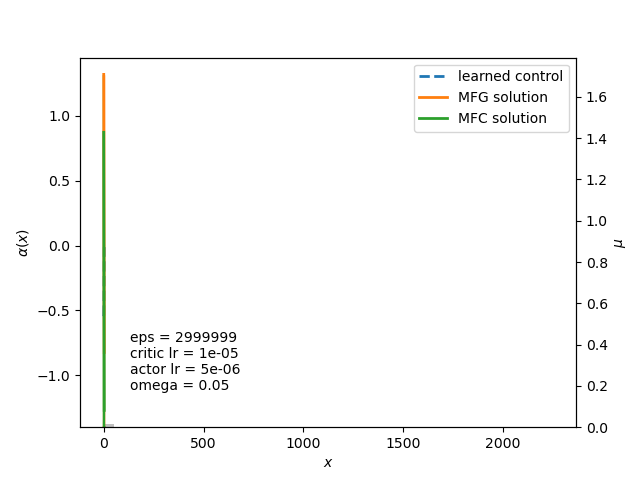 learned control
MFG solution
MFC solution
1.0
0.5
0.0
−0.5
−1.0
α(x)
1.6
1.4
1.2
1.0
0.8
0.6
0.4
0.2
0.0
μ
eps = 2999999
critic lr = 1e-05
actor lr = 5e-06
omega = 0.05
0
500
1000
1500
2000
x